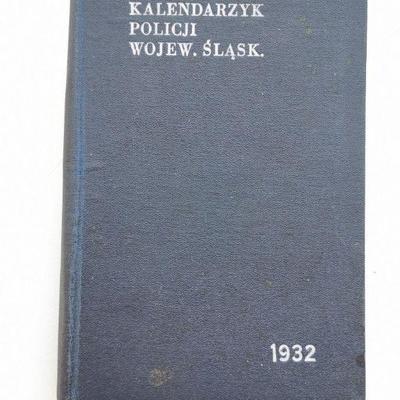 KALENDARZYK
POLICJI
WOJEW. ŚLĄSK.
1932